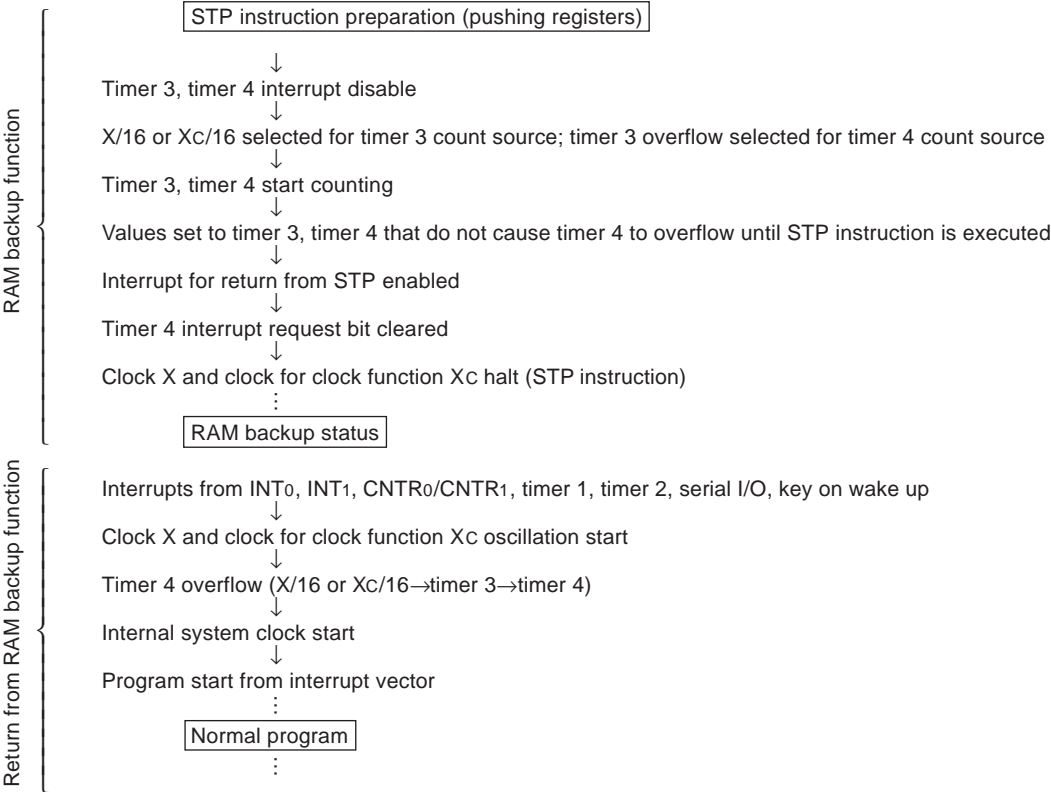 RAM backup function
STP instruction preparation (pushing registers)
↓
Timer 3, timer 4 interrupt disable
↓
X/16 or XC/16 selected for timer 3 count source; timer 3 overflow selected for timer 4 count source
↓
Timer 3, timer 4 start counting
↓
Values set to timer 3, timer 4 that do not cause timer 4 to overflow until STP instruction is executed
↓
Interrupt for return from STP enabled
↓
Timer 4 interrupt request bit cleared
↓
Clock X and clock for clock function XC halt (STP instruction)
⋮
RAM backup status
Return from RAM backup function
Interrupts from INT0, INT1, CNTR0/CNTR1, timer 1, timer 2, serial I/O, key on wake up
↓
Clock X and clock for clock function XC oscillation start
↓
Timer 4 overflow (X/16 or XC/16→timer 3→timer 4)
↓
Internal system clock start
↓
Program start from interrupt vector
⋮
Normal program
⋮